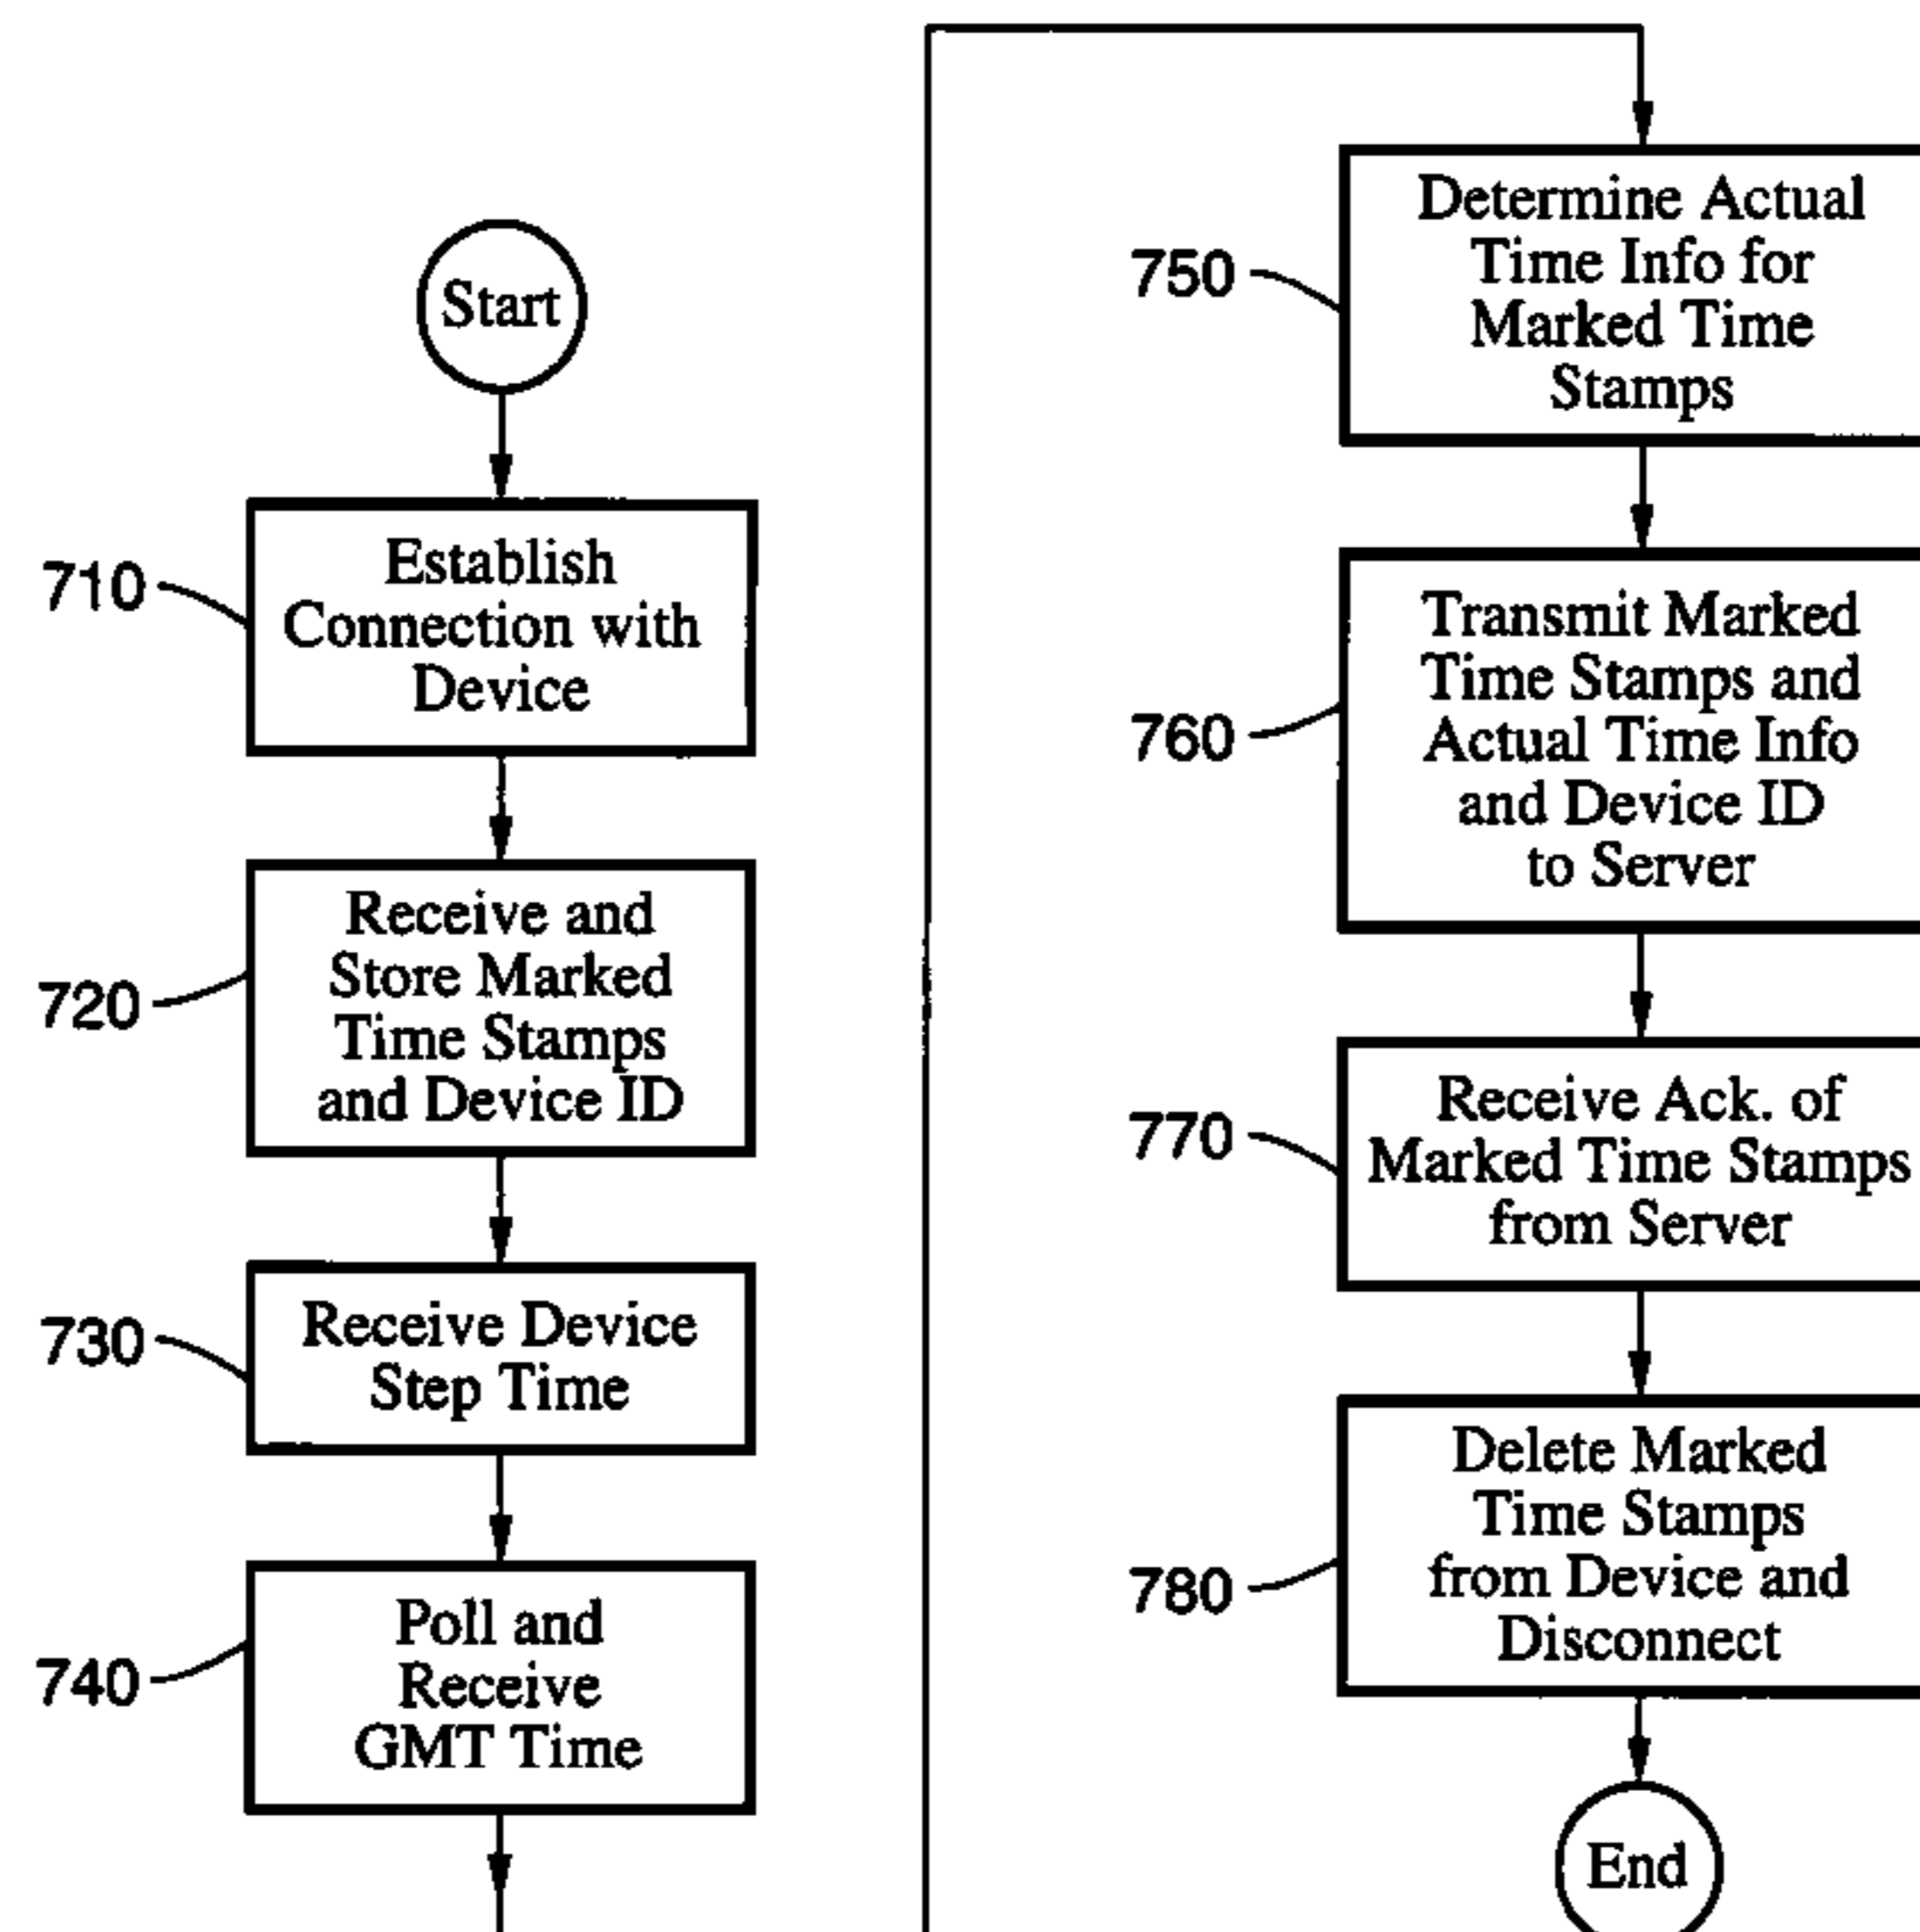 Start
710
Establish
Connection with
Device
720
Receive and
Store Marked
Time Stamps
and Device ID
730
Receive Device
Step Time
740
Poll and
Receive
GMT Time
750
Determine Actual
Time Info for
Marked Time
Stamps
760
Transmit Marked
Time Stamps and
Actual Time Info
and Device ID
to Server
770
Receive Ack. of
Marked Time Stamps
from Server
780
Delete Marked
Time Stamps
from Device and
Disconnect
End